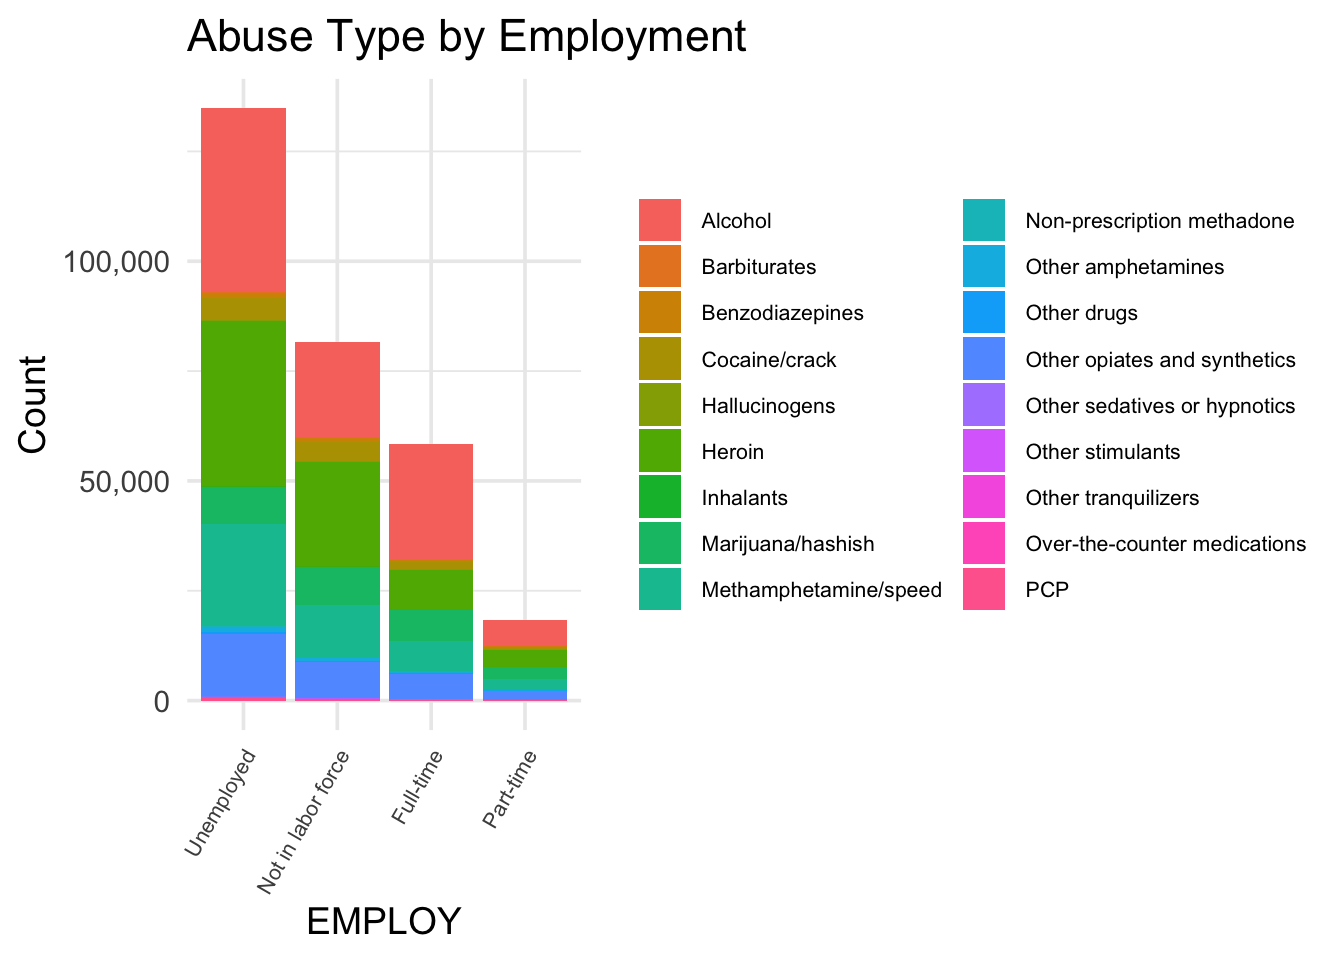 Abuse Type by Employment
Count
100,000
50,000
0
Unemployed
Not in labor force
Full-time
Part-time
EMPLOY
Alcohol
Barbiturates
Benzodiazepines
Cocaine/crack
Hallucinogens
Heroin
Inhalants
Marijuana/hashish
Methamphetamine/speed
Non-prescription methadone
Other amphetamines
Other drugs
Other opiates and synthetics
Other sedatives or hypnotics
Other stimulants
Other tranquilizers
Over-the-counter medications
PCP